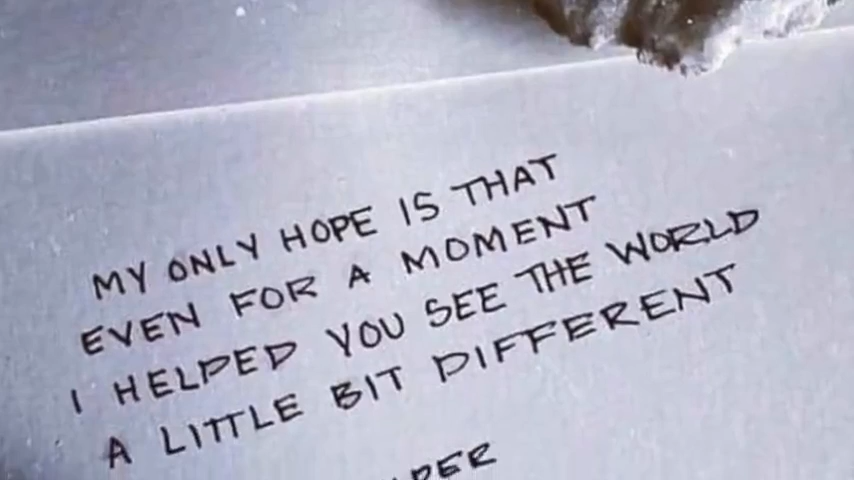 MY ONLY HOPE IS THAT
EVEN FOR A MOMENT
I HELPED YOU SEE THE WORLD
A LITTLE BIT DIFFERENT